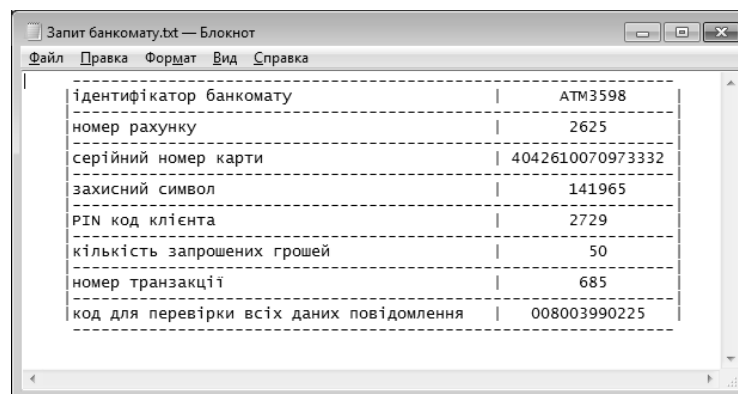 Запит банкомату.txt — Блокнот
Файл Правка Формат Вид Справка
ідентифікатор банкомату | ATM3598
номер рахунку | 2625
серійний номер карти | 4042610070973332
захисний символ | 141965
PIN код клієнта | 2729
кількість запрошених грошей | 50
номер транзакції | 685
код для перевірки всіх даних повідомлення | 008003990225